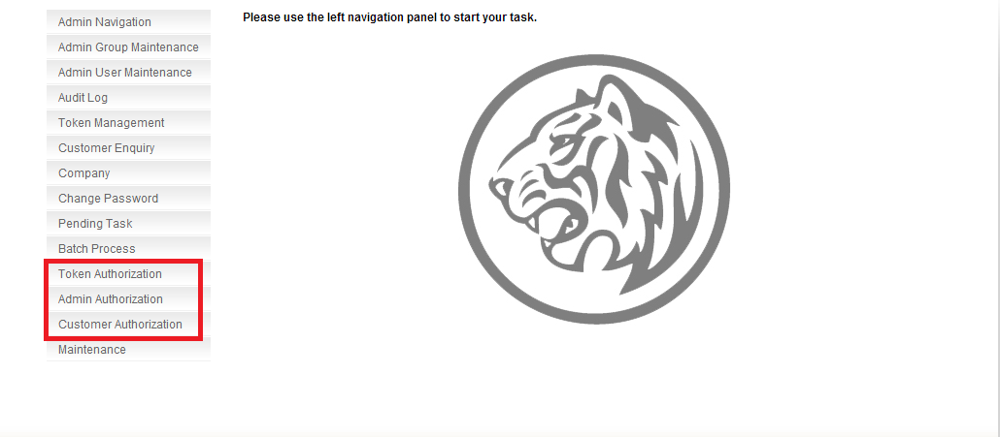 Please use the left navigation panel to start your task.
Admin Navigation
Admin Group Maintenance
Admin User Maintenance
Audit Log
Token Management
Customer Enquiry
Company
Change Password
Pending Task
Batch Process
Token Authorization
Admin Authorization
Customer Authorization
Maintenance